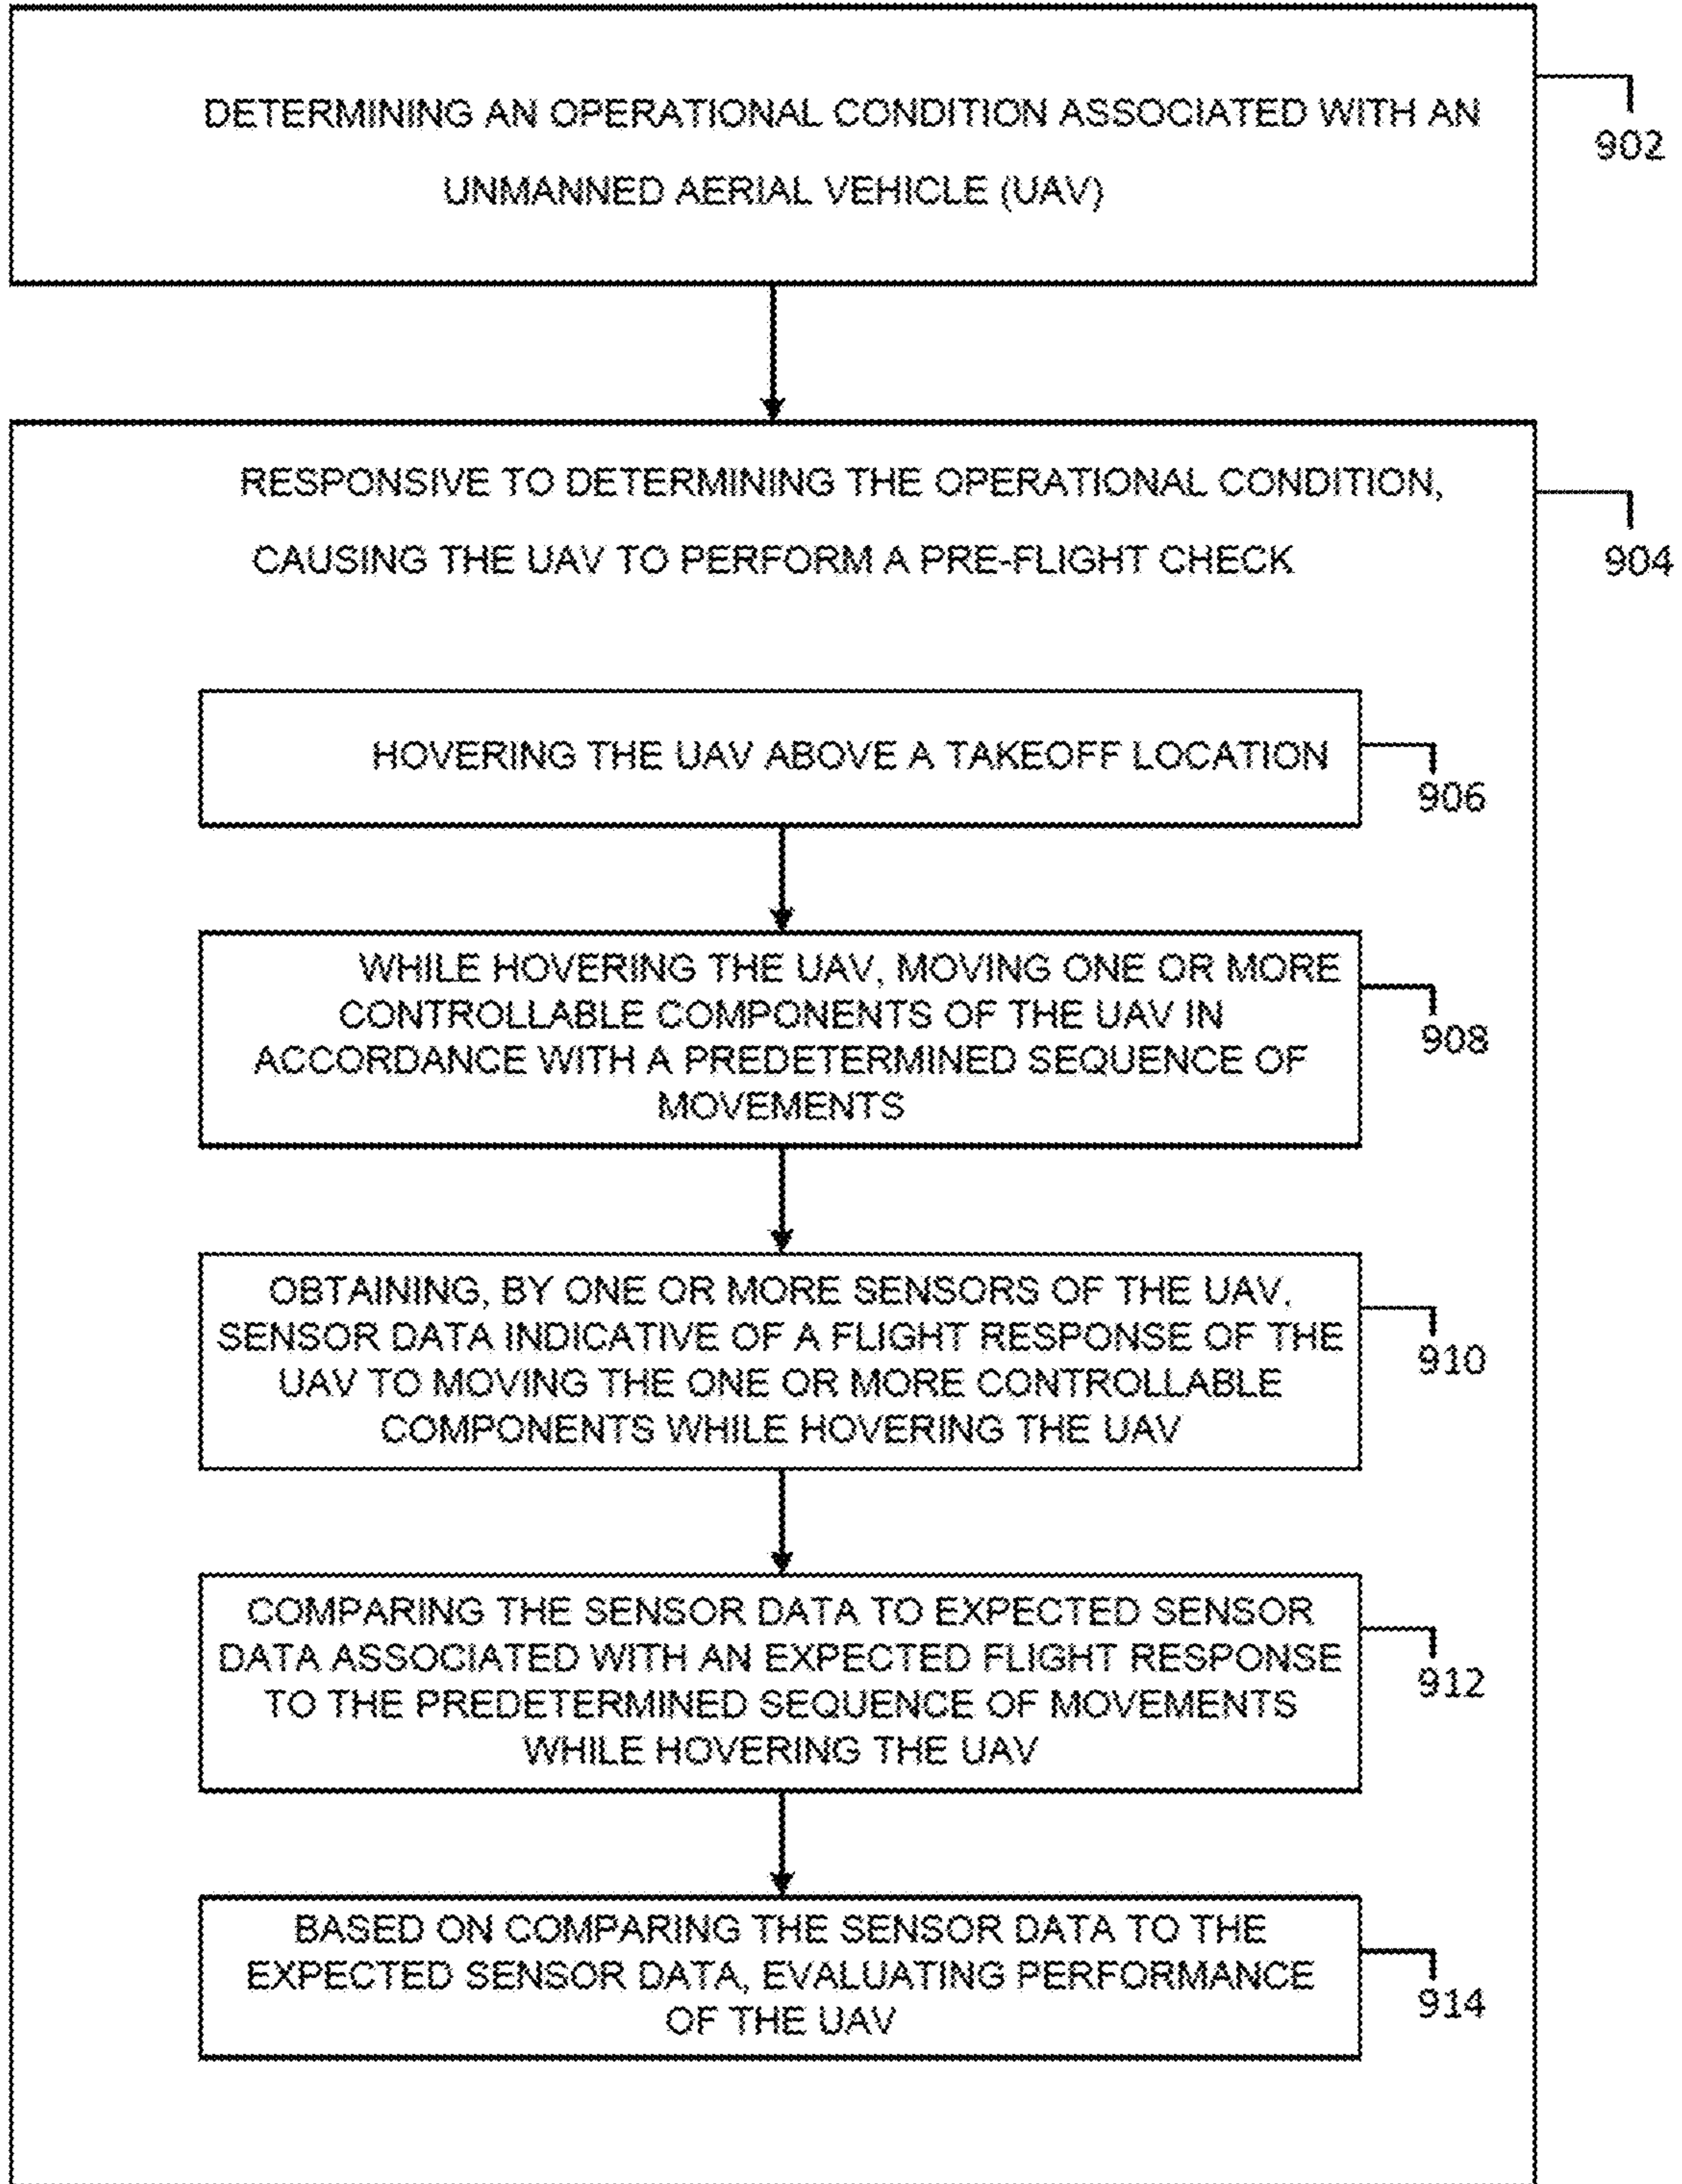 DETERMINING AN OPERATIONAL CONDITION ASSOCIATED WITH AN
UNMANNED AERIAL VEHICLE (UAV)
902
RESPONSIVE TO DETERMINING THE OPERATIONAL CONDITION,
CAUSING THE UAV TO PERFORM A PRE-FLIGHT CHECK
904
HOVERING THE UAV ABOVE A TAKEOFF LOCATION
906
WHILE HOVERING THE UAV, MOVING ONE OR MORE
CONTROLLABLE COMPONENTS OF THE UAV IN
ACCORDANCE WITH A PREDETERMINED SEQUENCE OF
MOVEMENTS
908
OBTAINING, BY ONE OR MORE SENSORS OF THE UAV,
SENSOR DATA INDICATIVE OF A FLIGHT RESPONSE OF THE
UAV TO MOVING THE ONE OR MORE CONTROLLABLE
COMPONENTS WHILE HOVERING THE UAV
910
COMPARING THE SENSOR DATA TO EXPECTED SENSOR
DATA ASSOCIATED WITH AN EXPECTED FLIGHT RESPONSE
TO THE PREDETERMINED SEQUENCE OF MOVEMENTS
WHILE HOVERING THE UAV
912
BASED ON COMPARING THE SENSOR DATA TO THE
EXPECTED SENSOR DATA, EVALUATING PERFORMANCE
OF THE UAV
914